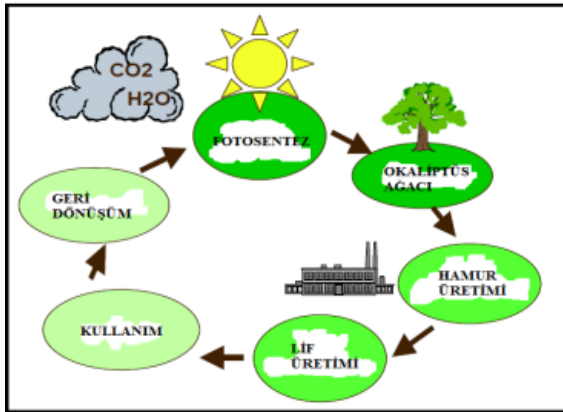 CO2
H2O
FOTOSENTEZ
OKALİPTÜS
AĞACI
HAMUR
ÜRETİMİ
LİF
ÜRETİMİ
KULLANIM
GERİ
DÖNÜŞÜM